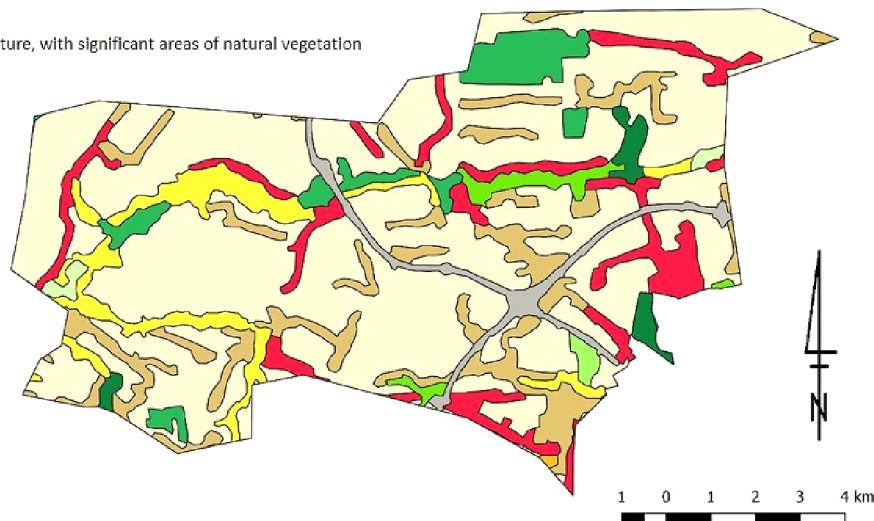 ture, with significant areas of natural vegetation
N
1 0 1 2 3 4 km